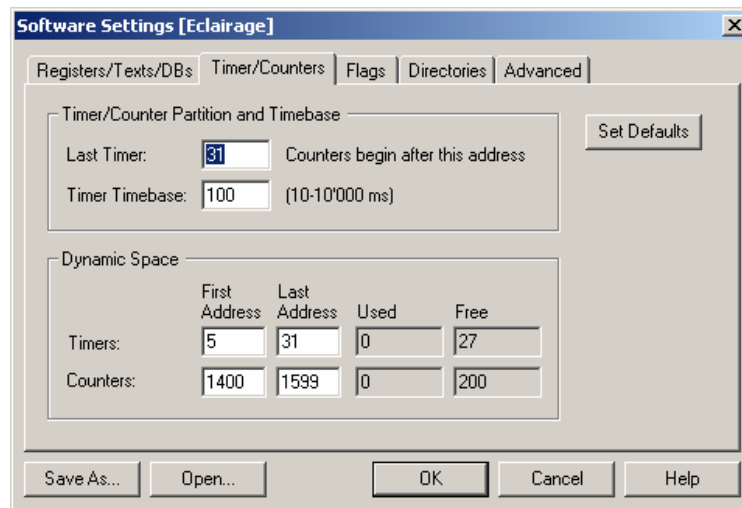 Software Settings [Eclairage]
Registers/Texts/DBs Timer/Counters Flags Directories Advanced
Timer/Counter Partition and Timebase
Set Defaults
Last Timer: 31 Counters begin after this address
Timer Timebase: 100 (10-10'000 ms)
Dynamic Space
First Address Last Address Used Free
Timers: 5 31 0 27
Counters: 1400 1599 0 200
Save As... Open... OK Cancel Help